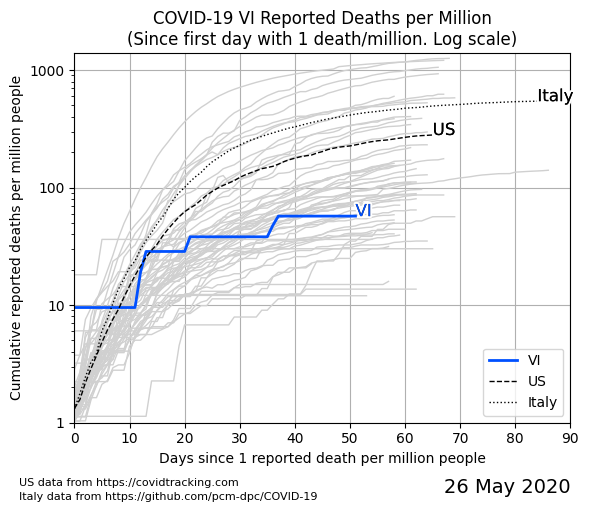 COVID-19 VI Reported Deaths per Million
(Since first day with 1 death/million. Log scale)
Cumulative reported deaths per million people
1000
100
10
1
Italy
US
VI
VI
US
Italy
0 10 20 30 40 50 60 70 80 90
Days since 1 reported death per million people
US data from https://covidtracking.com
Italy data from https://github.com/pcm-dpc/COVID-19
26 May 2020